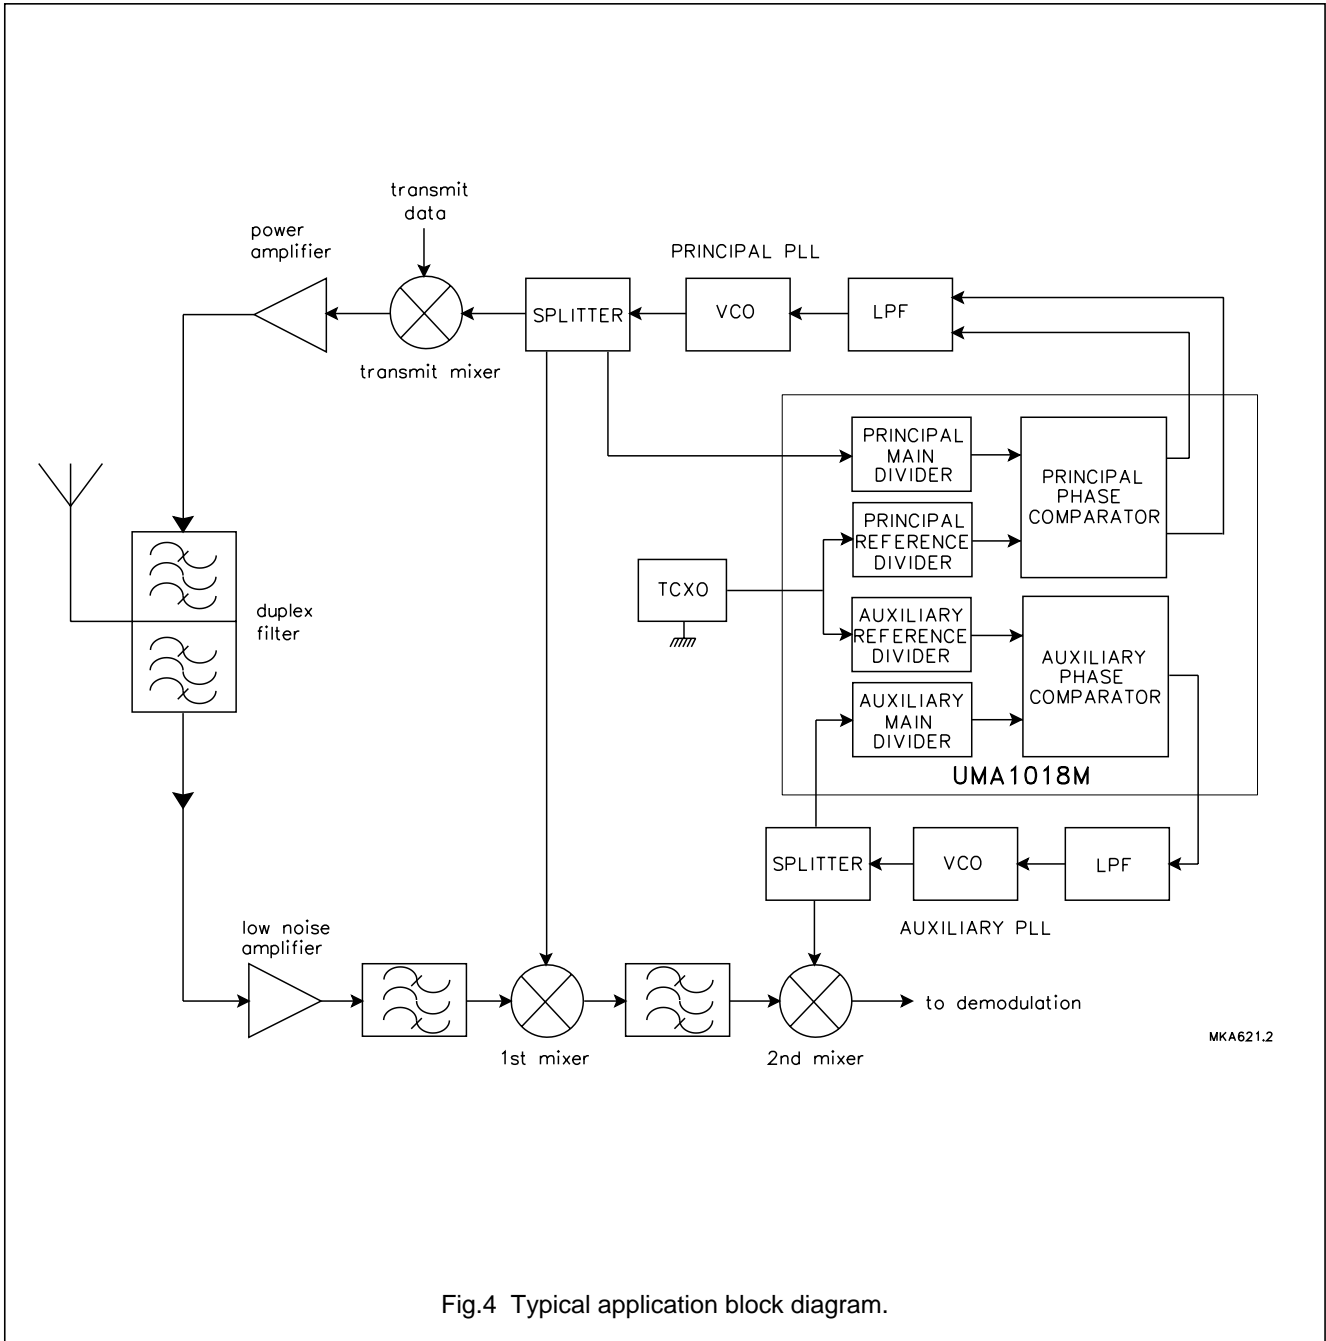 transmit
data
power
amplifier
PRINCIPAL PLL
SPLITTER
VCO
LPF
transmit mixer
PRINCIPAL
MAIN
DIVIDER
PRINCIPAL
PHASE
COMPARATOR
PRINCIPAL
REFERENCE
DIVIDER
TCXO
duplex
filter
AUXILIARY
REFERENCE
DIVIDER
AUXILIARY
PHASE
COMPARATOR
AUXILIARY
MAIN
DIVIDER
UMA1018M
SPLITTER
VCO
LPF
AUXILIARY PLL
low noise
amplifier
to demodulation
1st mixer
2nd mixer
MKA621.2
Fig.4 Typical application block diagram.